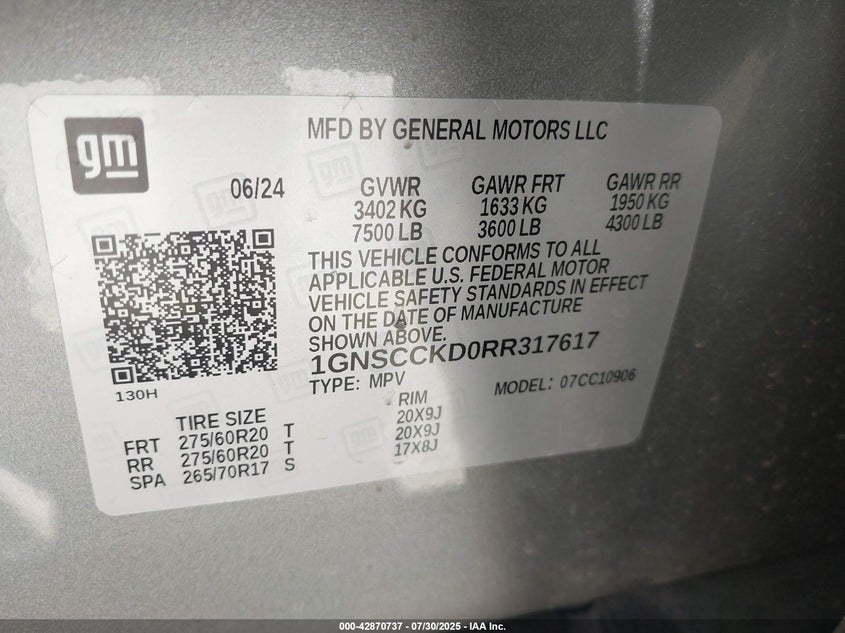 gm
MFD BY GENERAL MOTORS LLC
06/24
GVWR GAWR FRT GAWR RR
3402 KG 1633 KG 1950 KG
7500 LB 3600 LB 4300 LB
THIS VEHICLE CONFORMS TO ALL
APPLICABLE U.S. FEDERAL MOTOR
VEHICLE SAFETY STANDARDS IN EFFECT
ON THE DATE OF MANUFACTURE
SHOWN ABOVE.
1GNSCCKD0RR317617
TYPE: MPV MODEL: 07CC10906
130H
TIRE SIZE RIM
FRT 275/60R20 T 20X9J
RR 275/60R20 T 20X9J
SPA 265/70R17 S 17X8J
000-42870737 - 07/30/2025 - IAA Inc.